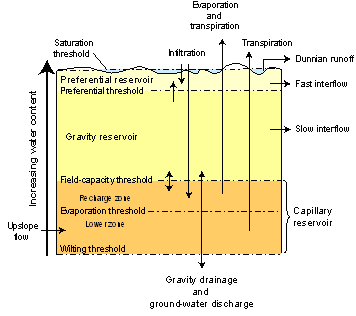 Evaporation
and
transpiration
Saturation
threshold
Infiltration
Transpiration
Dunnian runoff
Preferential reservoir
Fast interflow
Preferential threshold
Increasing water content
Gravity reservoir
Slow interflow
Field-capacity threshold
Recharge zone
Evaporation threshold
Capillary
reservoir
Upslope
flow
Lower zone
Wilting threshold
Gravity drainage
and
ground-water discharge